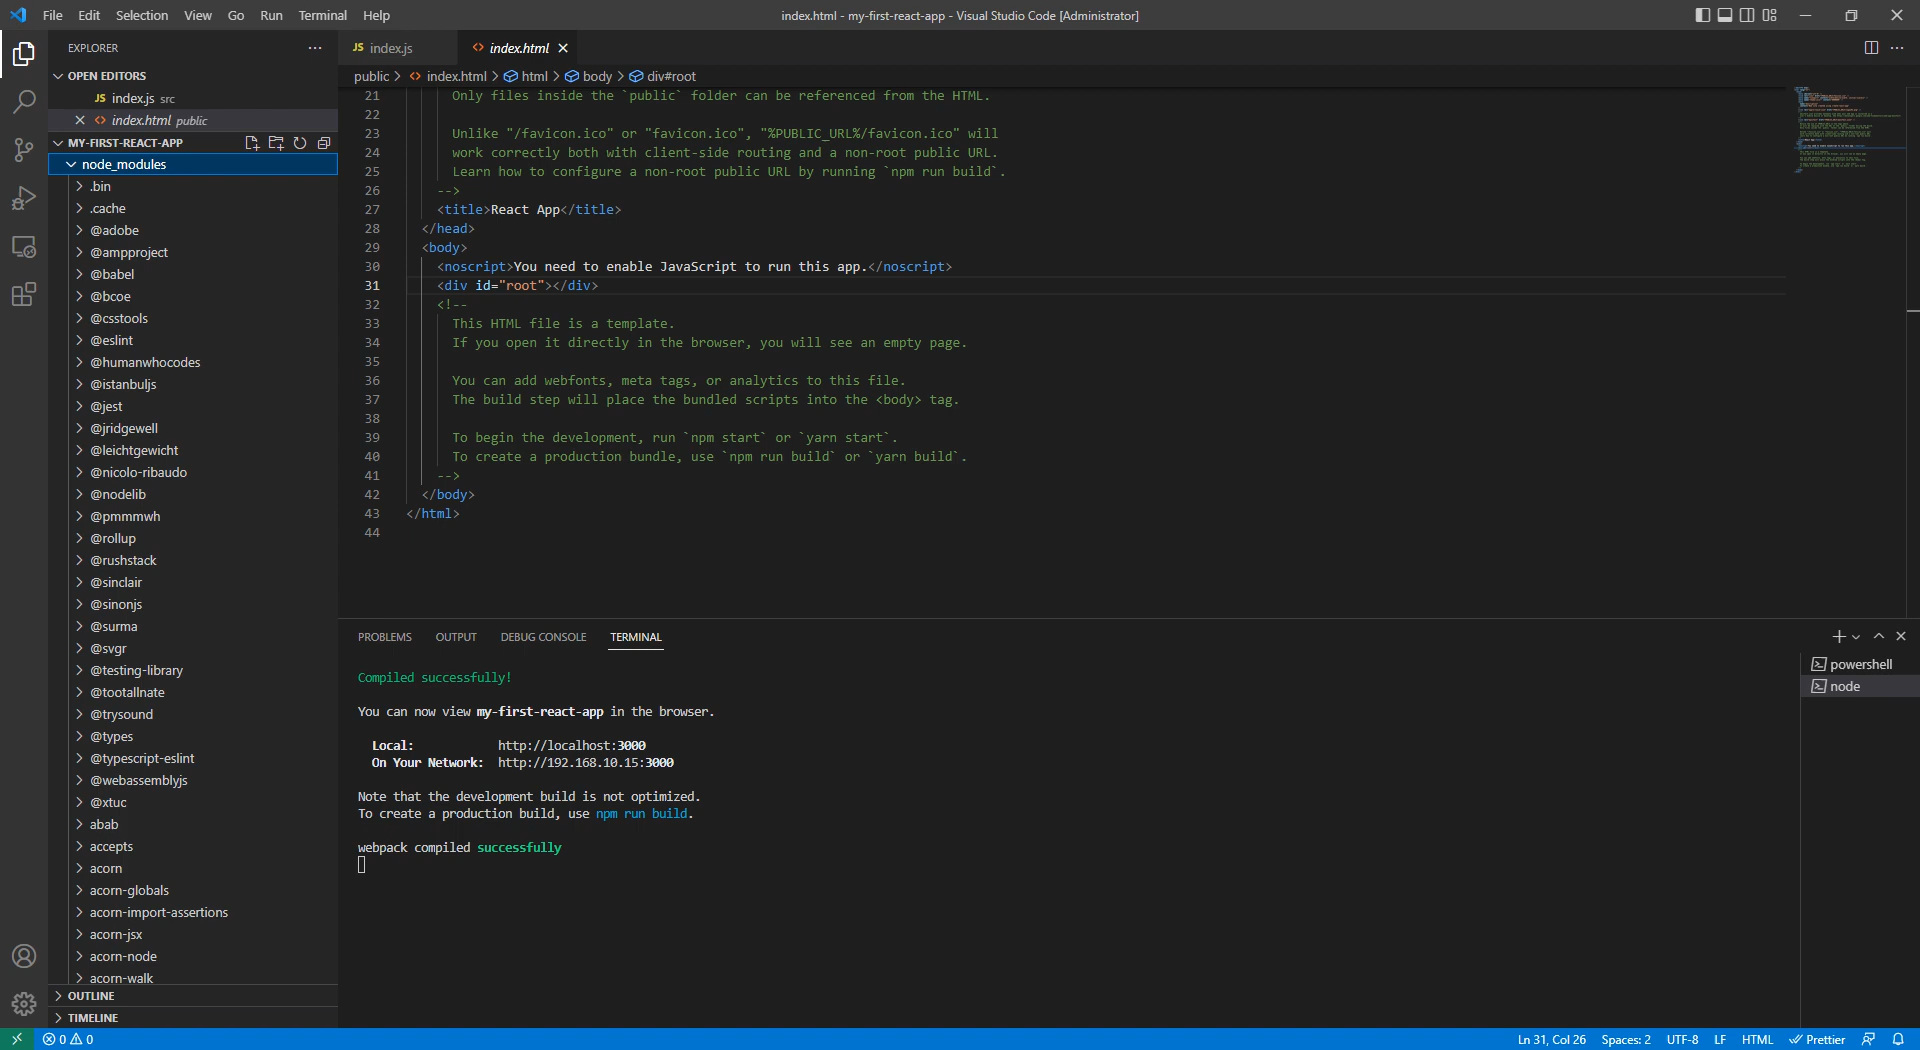 File Edit Selection View Go Run Terminal Help
index.html - my-first-react-app - Visual Studio Code [Administrator]
EXPLORER
OPEN EDITORS
JS index.js src
<> index.html public
MY-FIRST-REACT-APP
node_modules
.bin
.cache
@adobe
@ampproject
@babel
@bcoe
@csstools
@eslint
@humanwhocodes
@istanbuljs
@jest
@jridgewell
@leichtgewicht
@nicolo-ribaudo
@nodelib
@pmmmwh
@rollup
@rushstack
@sinclair
@sinonjs
@surma
@svgr
@testing-library
@tootallnate
@trysound
@types
@typescript-eslint
@webassemblyjs
@xtuc
abab
accepts
acorn
acorn-globals
acorn-import-assertions
acorn-jsx
acorn-node
acorn-walk
OUTLINE
TIMELINE
JS index.js
<> index.html
public > <> index.html > html > body > div#root
21 Only files inside the `public` folder can be referenced from the HTML.
22
23 Unlike "/favicon.ico" or "favicon.ico", "%PUBLIC_URL%/favicon.ico" will
24 work correctly both with client-side routing and a non-root public URL.
25 Learn how to configure a non-root public URL by running `npm run build`.
26 -->
27 <title>React App</title>
28 </head>
29 <body>
30 <noscript>You need to enable JavaScript to run this app.</noscript>
31 <div id="root"></div>
32 <!--
33 This HTML file is a template.
34 If you open it directly in the browser, you will see an empty page.
35
36 You can add webfonts, meta tags, or analytics to this file.
37 The build step will place the bundled scripts into the <body> tag.
38
39 To begin the development, run `npm start` or `yarn start`.
40 To create a production bundle, use `npm run build` or `yarn build`.
41 -->
42 </body>
43 </html>
44
PROBLEMS OUTPUT DEBUG CONSOLE TERMINAL
Compiled successfully!
You can now view my-first-react-app in the browser.
Local: http://localhost:3000
On Your Network: http://192.168.10.15:3000
Note that the development build is not optimized.
To create a production build, use npm run build.
webpack compiled successfully
powershell
node
0 0
Ln 31, Col 26 Spaces: 2 UTF-8 LF HTML Prettier